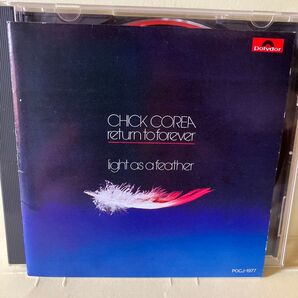 polydor
CHICK COREA
return to forever
light as a feather
POCJ-1977